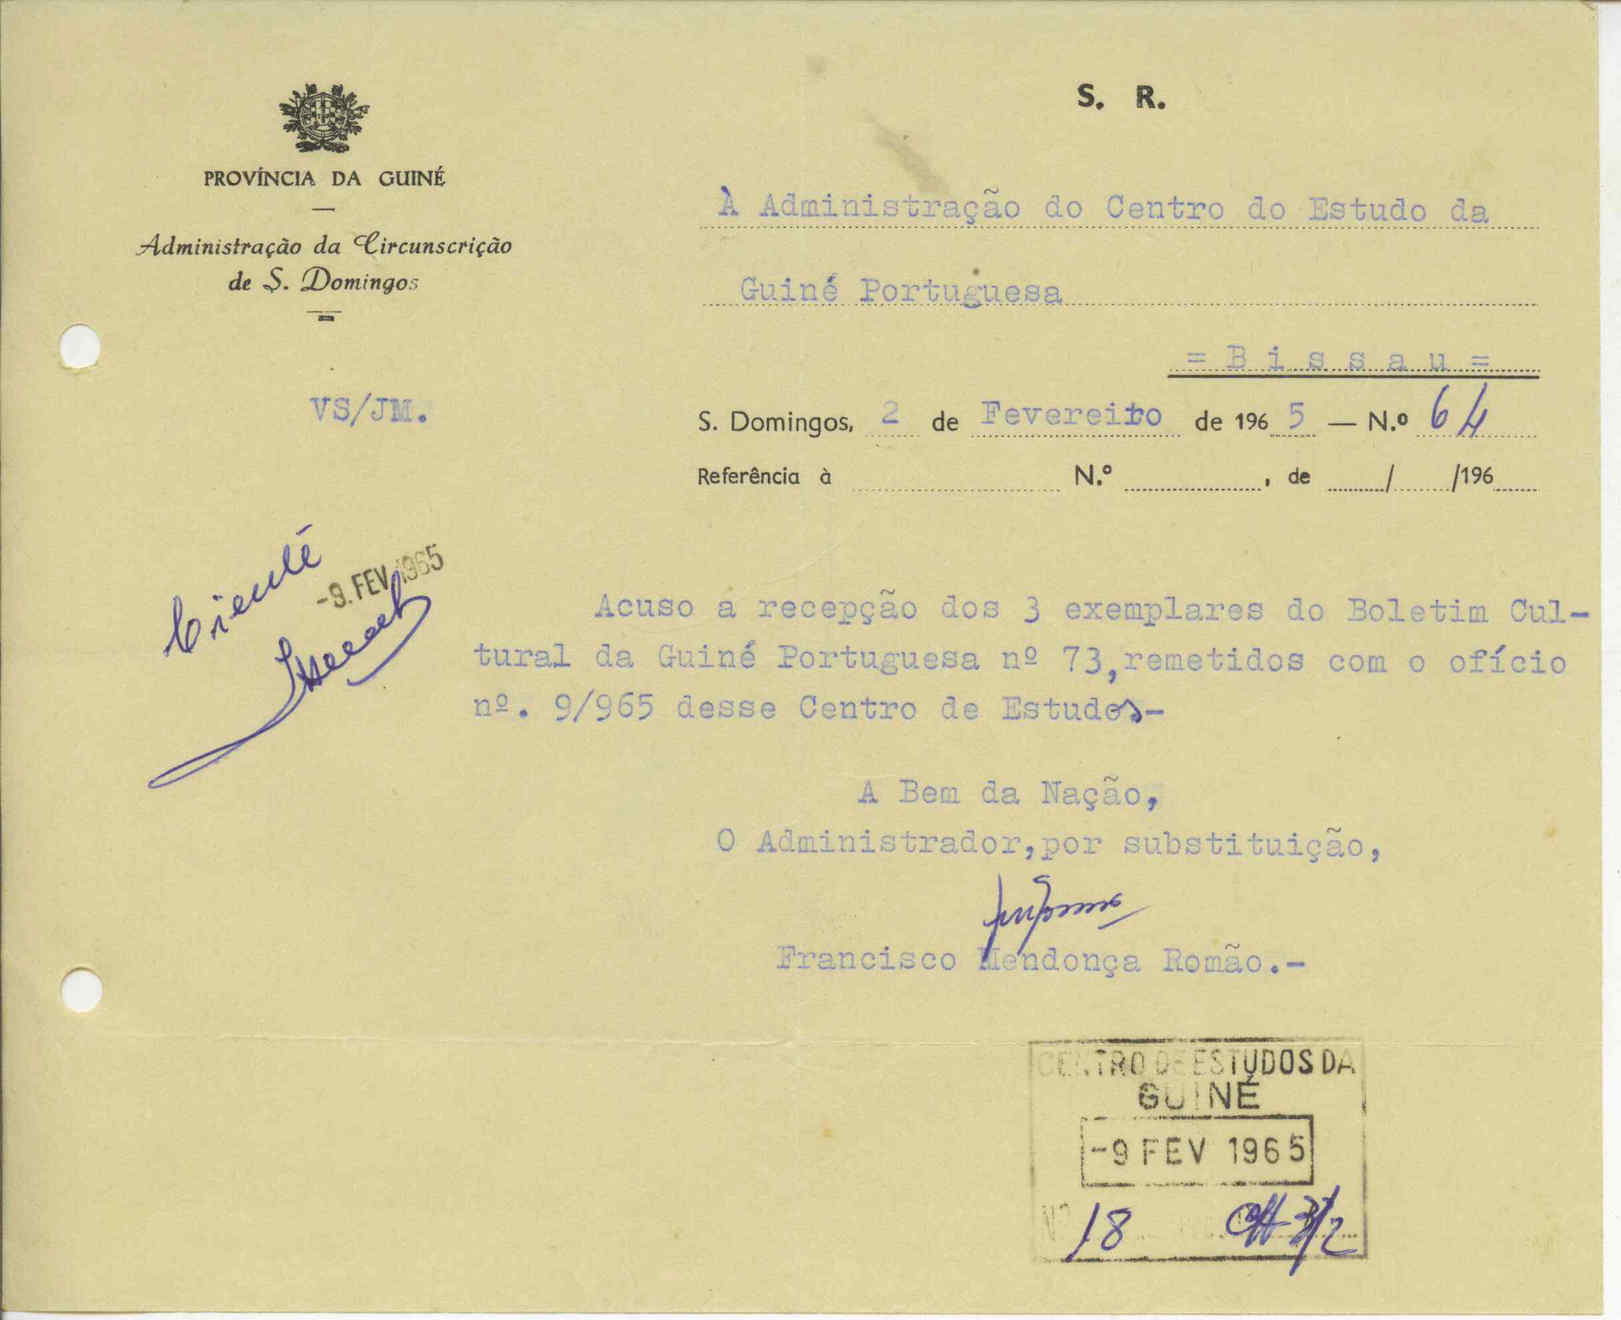 PROVÍNCIA DA GUINÉ
Administração da Circunscrição
de S. Domingos
VS/JM.
S. R.
À Administração do Centro do Estudo da
Guiné Portuguesa
= B i s s a u =
S. Domingos, 2 de Fevereiro de 1965 — N.º 64
Referência à N.º , de / /196
Ciente
-9. FEV 1965
Acuso a recepção dos 3 exemplares do Boletim Cul-
tural da Guiné Portuguesa nº 73,remetidos com o ofício
nº. 9/965 desse Centro de Estudos-
A Bem da Nação,
O Administrador,por substituição,
Francisco Mendonça Romão.-
CENTRO DE ESTUDOS DA
GUINÉ
-9 FEV 1965
Nº 18